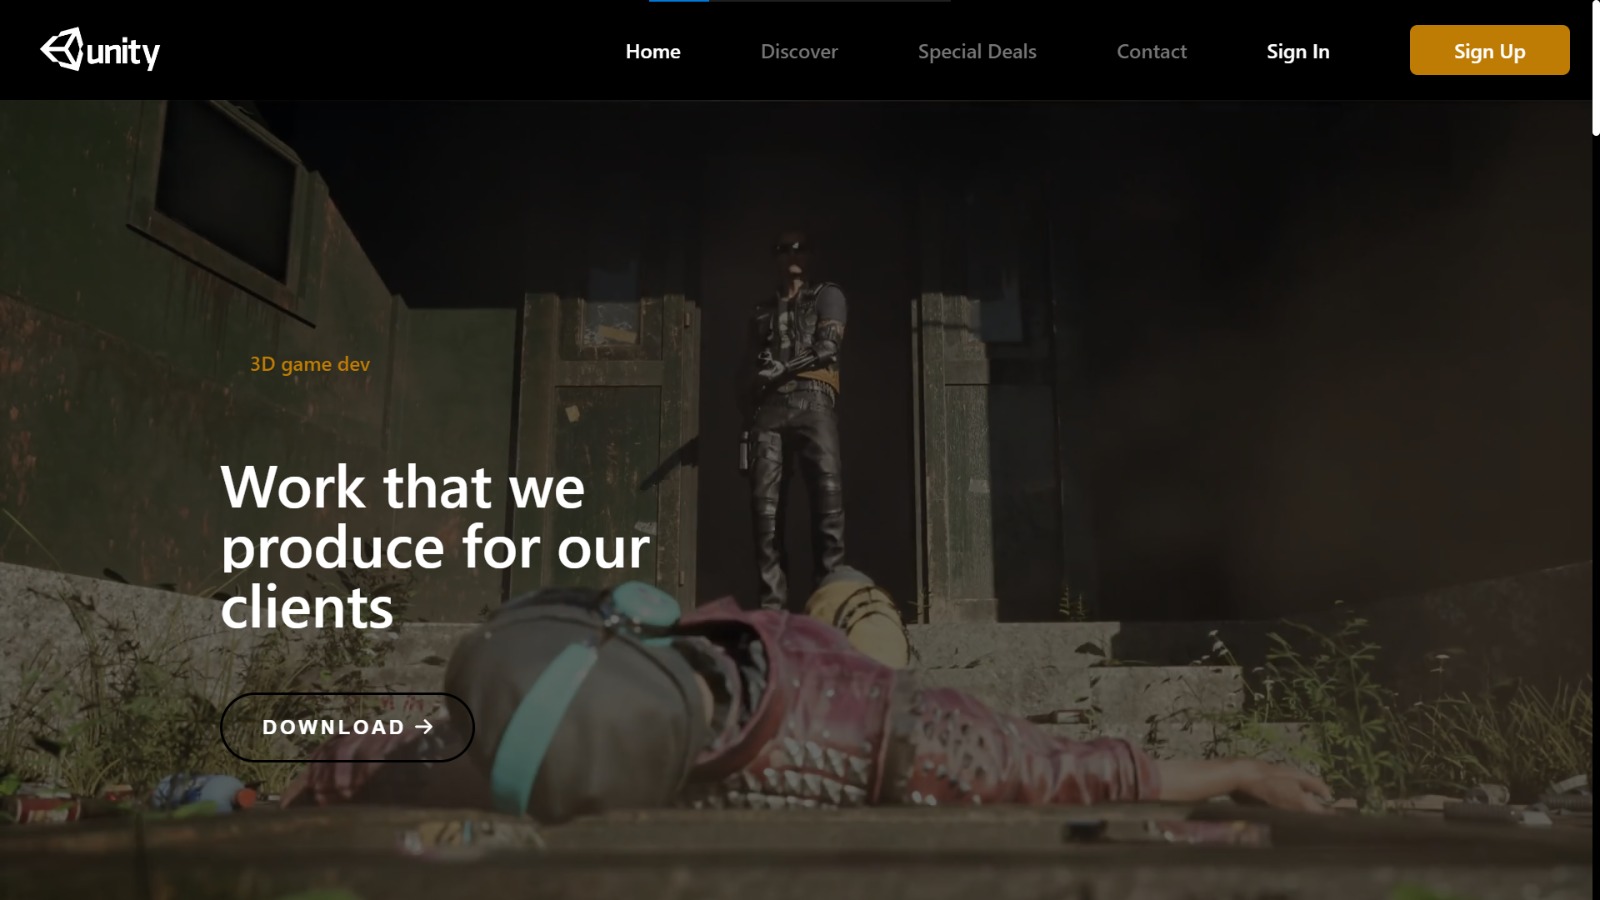 unity
Home
Discover
Special Deals
Contact
Sign In
Sign Up
3D game dev
Work that we
produce for our
clients
DOWNLOAD →